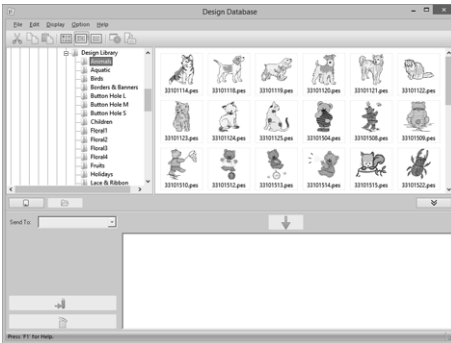 Design Database
File Edit Display Option Help
Design Library
Animals
Aquatic
Birds
Borders & Banners
Button Hole L
Button Hole M
Button Hole S
Children
Floral1
Floral2
Floral3
Floral4
Fruits
Holidays
Lace & Ribbon
33101114.pes 33101118.pes 33101119.pes 33101120.pes 33101121.pes 33101122.pes
33101123.pes 33101124.pes 33101125.pes 33101504.pes 33101508.pes 33101509.pes
33101510.pes 33101512.pes 33101513.pes 33101514.pes 33101515.pes 33101522.pes
Send To:
Press 'F1' for Help.